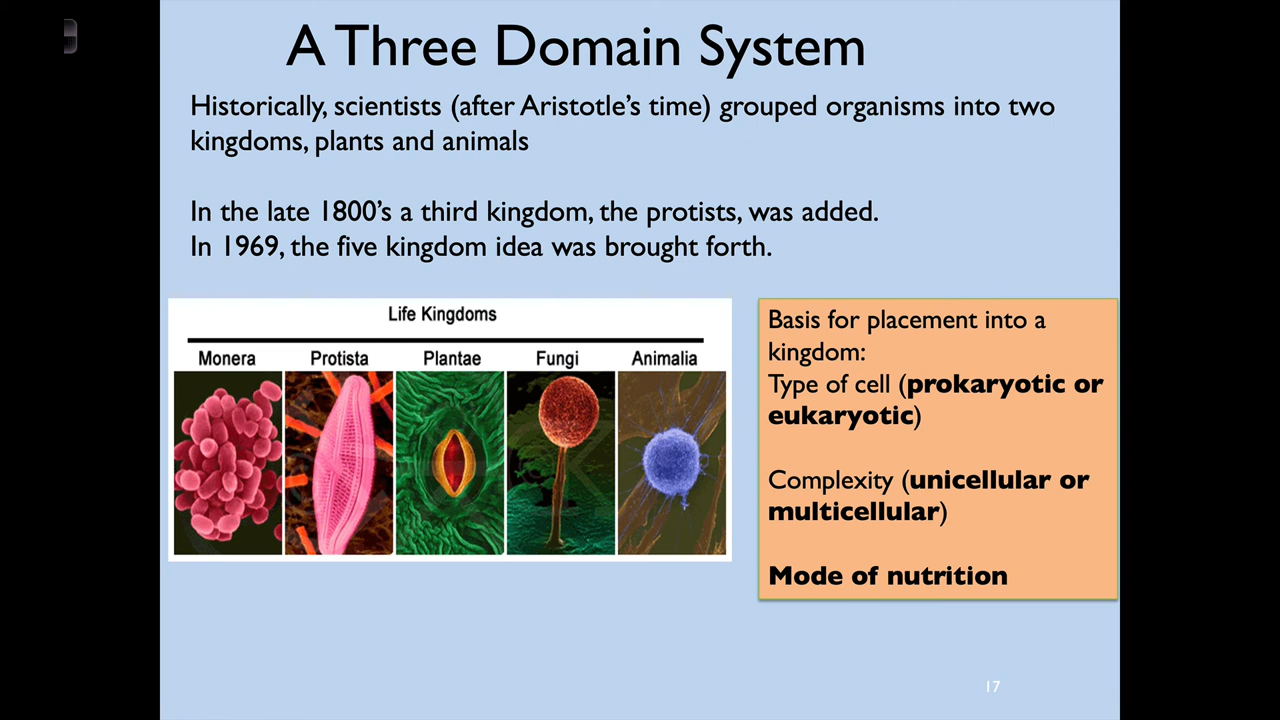 A Three Domain System
Historically, scientists (after Aristotle's time) grouped organisms into two
kingdoms, plants and animals
In the late 1800's a third kingdom, the protists, was added.
In 1969, the five kingdom idea was brought forth.
Life Kingdoms
Monera Protista Plantae Fungi Animalia
Basis for placement into a
kingdom:
Type of cell (prokaryotic or
eukaryotic)
Complexity (unicellular or
multicellular)
Mode of nutrition
17